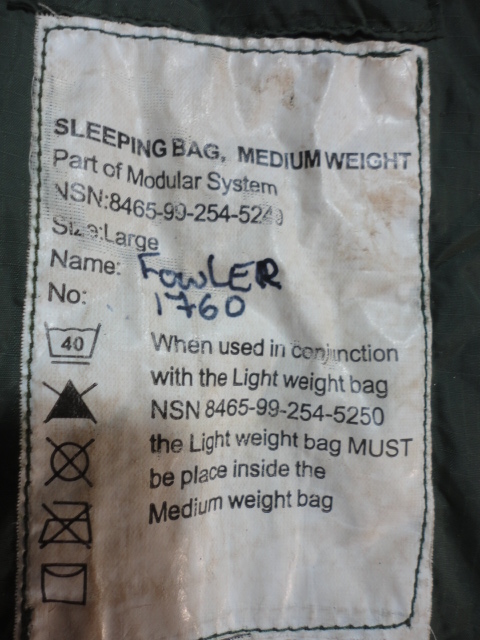 SLEEPING BAG, MEDIUM WEIGHT
Part of Modular System
Size:Large
Name: FOWLER
No: 1760
40
When used in conjunction
with the Light weight bag
NSN 8465-99-254-5250
the Light weight bag MUST
be place inside the
Medium weight bag